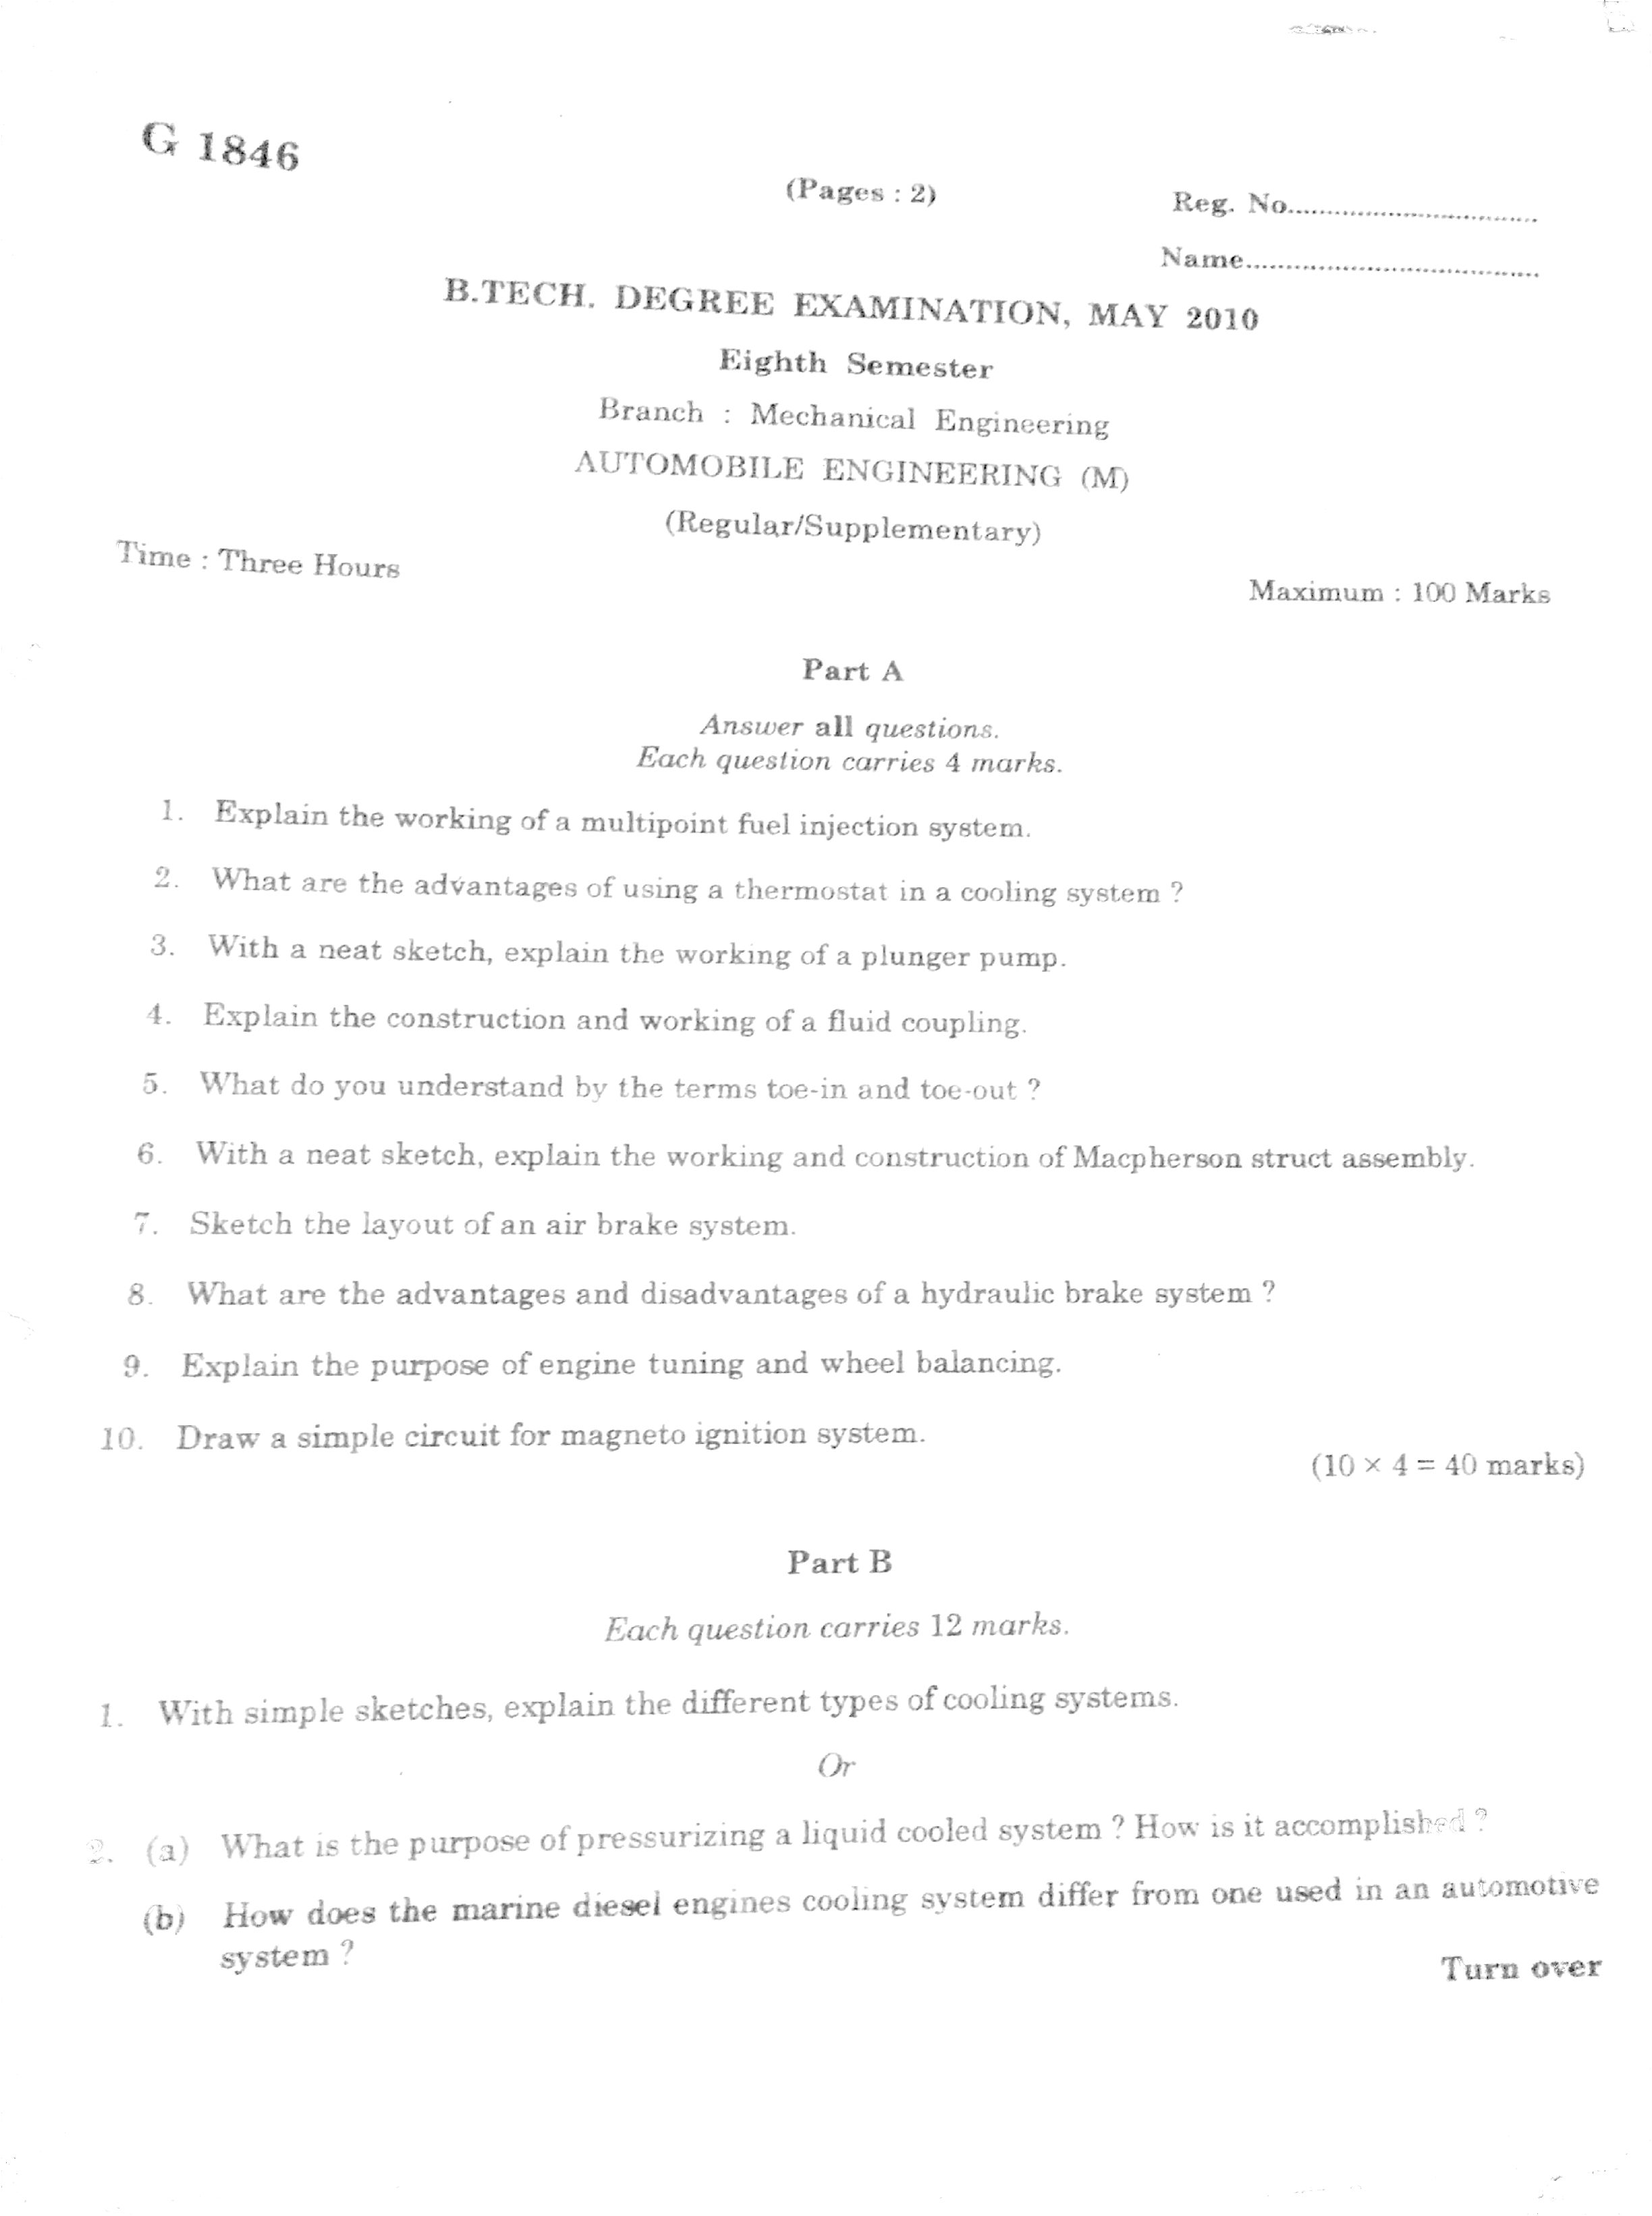 G 1846
(Pages : 2)
Reg. No................................
Name......................................
B.TECH. DEGREE EXAMINATION, MAY 2010
Eighth Semester
Branch : Mechanical Engineering
AUTOMOBILE ENGINEERING (M)
(Regular/Supplementary)
Time : Three Hours
Maximum : 100 Marks
Part A
Answer all questions.
Each question carries 4 marks.
1. Explain the working of a multipoint fuel injection system.
2. What are the advantages of using a thermostat in a cooling system ?
3. With a neat sketch, explain the working of a plunger pump.
4. Explain the construction and working of a fluid coupling.
5. What do you understand by the terms toe-in and toe-out ?
6. With a neat sketch, explain the working and construction of Macpherson struct assembly.
7. Sketch the layout of an air brake system.
8. What are the advantages and disadvantages of a hydraulic brake system ?
9. Explain the purpose of engine tuning and wheel balancing.
10. Draw a simple circuit for magneto ignition system.
(10 × 4 = 40 marks)
Part B
Each question carries 12 marks.
1. With simple sketches, explain the different types of cooling systems.
Or
2. (a) What is the purpose of pressurizing a liquid cooled system ? How is it accomplished ?
(b) How does the marine diesel engines cooling system differ from one used in an automotive
system ?
Turn over